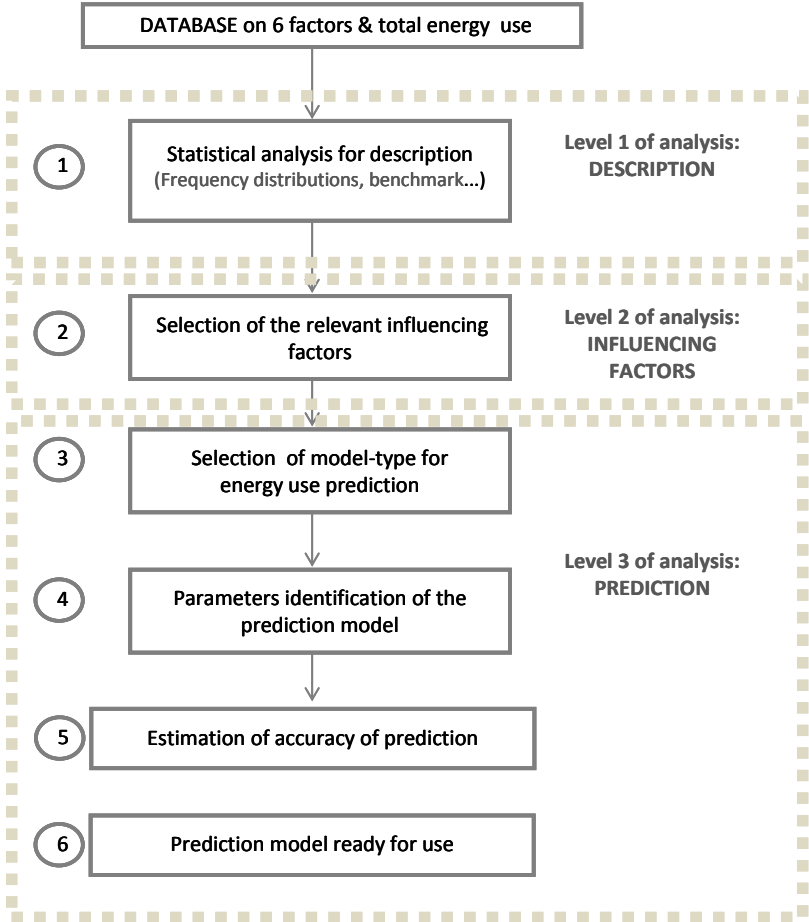 DATABASE on 6 factors & total energy use
1
Statistical analysis for description
(Frequency distributions, benchmark...)
Level 1 of analysis:
DESCRIPTION
2
Selection of the relevant influencing
factors
Level 2 of analysis:
INFLUENCING
FACTORS
3
Selection of model-type for
energy use prediction
4
Parameters identification of the
prediction model
Level 3 of analysis:
PREDICTION
5
Estimation of accuracy of prediction
6
Prediction model ready for use